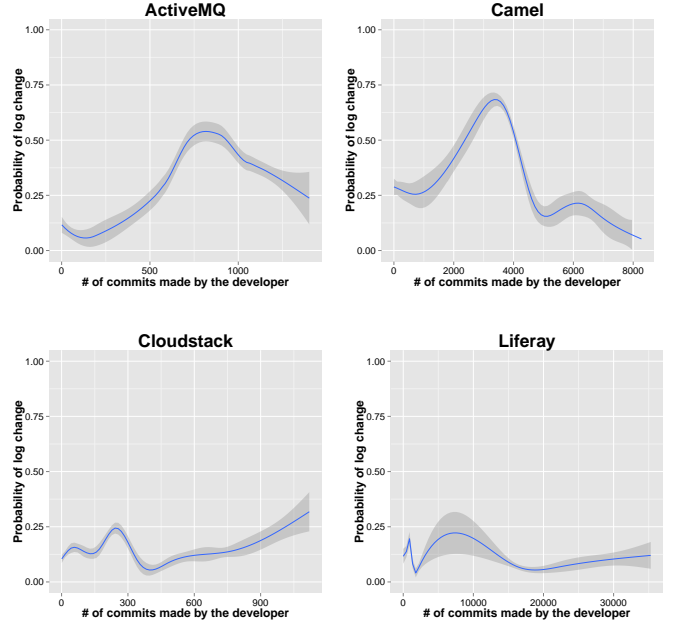 ActiveMQ
Probability of log change
1.00
0.75
0.50
0.25
0.00
0 500 1000
# of commits made by the developer
Camel
Probability of log change
1.00
0.75
0.50
0.25
0.00
0 2000 4000 6000 8000
# of commits made by the developer
Cloudstack
Probability of log change
1.00
0.75
0.50
0.25
0.00
0 300 600 900
# of commits made by the developer
Liferay
Probability of log change
1.00
0.75
0.50
0.25
0.00
0 10000 20000 30000
# of commits made by the developer